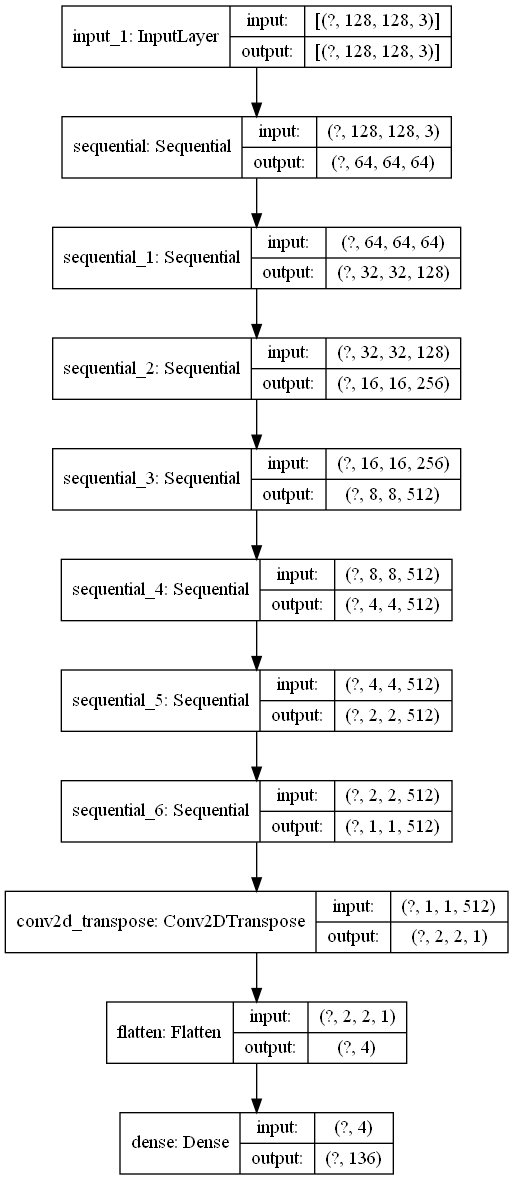 input_1: InputLayer
input:
[(?, 128, 128, 3)]
output:
[(?, 128, 128, 3)]
sequential: Sequential
input:
(?, 128, 128, 3)
output:
(?, 64, 64, 64)
sequential_1: Sequential
input:
(?, 64, 64, 64)
output:
(?, 32, 32, 128)
sequential_2: Sequential
input:
(?, 32, 32, 128)
output:
(?, 16, 16, 256)
sequential_3: Sequential
input:
(?, 16, 16, 256)
output:
(?, 8, 8, 512)
sequential_4: Sequential
input:
(?, 8, 8, 512)
output:
(?, 4, 4, 512)
sequential_5: Sequential
input:
(?, 4, 4, 512)
output:
(?, 2, 2, 512)
sequential_6: Sequential
input:
(?, 2, 2, 512)
output:
(?, 1, 1, 512)
conv2d_transpose: Conv2DTranspose
input:
(?, 1, 1, 512)
output:
(?, 2, 2, 1)
flatten: Flatten
input:
(?, 2, 2, 1)
output:
(?, 4)
dense: Dense
input:
(?, 4)
output:
(?, 136)